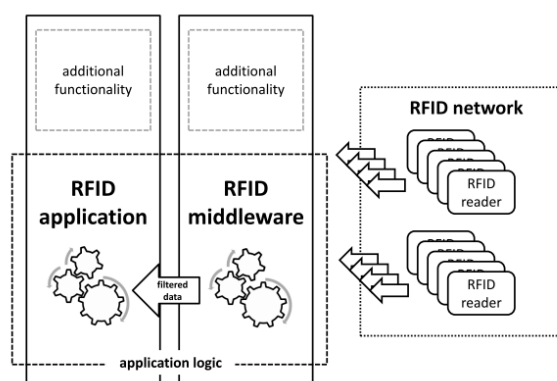 additional
functionality
additional
functionality
RFID network
RFID
application
RFID
middleware
RFID
reader
RFID
reader
filtered
data
application logic